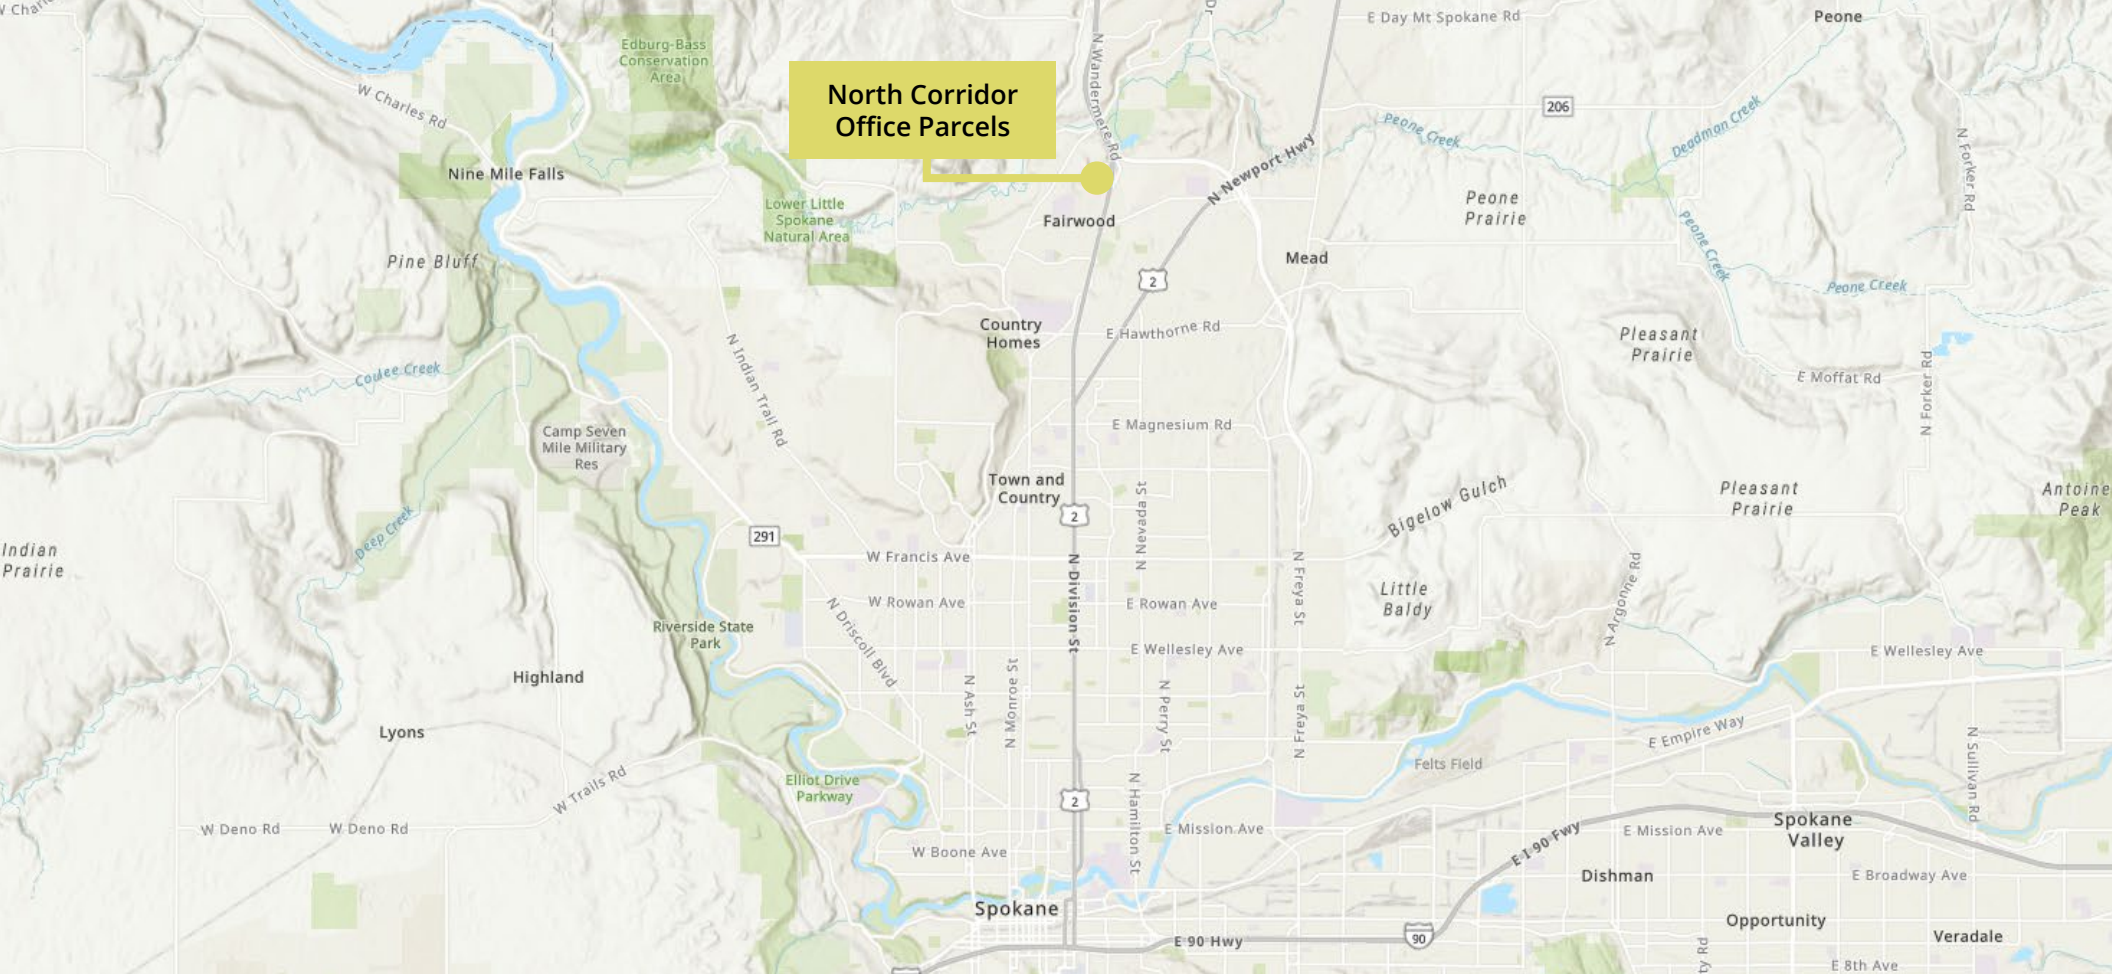 W Charles Rd
Edburg-Bass
Conservation
Area
North Corridor
Office Parcels
N Wandermere Rd
Dr
E Day Mt Spokane Rd
Peone
206
Peone Creek
Deadman Creek
N Forker Rd
Nine Mile Falls
N Newport Hwy
Lower Little
Spokane
Natural Area
Fairwood
Peone
Prairie
Peone Creek
Pine Bluff
Mead
2
Peone Creek
Country
Homes
E Hawthorne Rd
Pleasant
Prairie
N Indian Trail Rd
Coulee Creek
E Moffat Rd
N Forker Rd
Camp Seven
Mile Military
Res
E Magnesium Rd
Town and
Country
2
N Nevada St
Bigelow Gulch
Pleasant
Prairie
Antoine
Peak
Deep Creek
291
Indian
Prairie
W Francis Ave
N Division St
N Freya St
Little
Baldy
N Argonne Rd
W Rowan Ave
E Rowan Ave
N Driscoll Blvd
Riverside State
Park
E Wellesley Ave
E Wellesley Ave
Highland
N Ash St
N Monroe St
N Perry St
N Freya St
Lyons
E Empire Way
N Sullivan Rd
Felts Field
W Trails Rd
Elliot Drive
Parkway
2
N Hamilton St
W Deno Rd
W Deno Rd
E Mission Ave
E I 90 Fwy
E Mission Ave
Spokane
Valley
W Boone Ave
Dishman
E Broadway Ave
Spokane
Opportunity
E 90 Hwy
90
Veradale
ty Rd
E 8th Ave